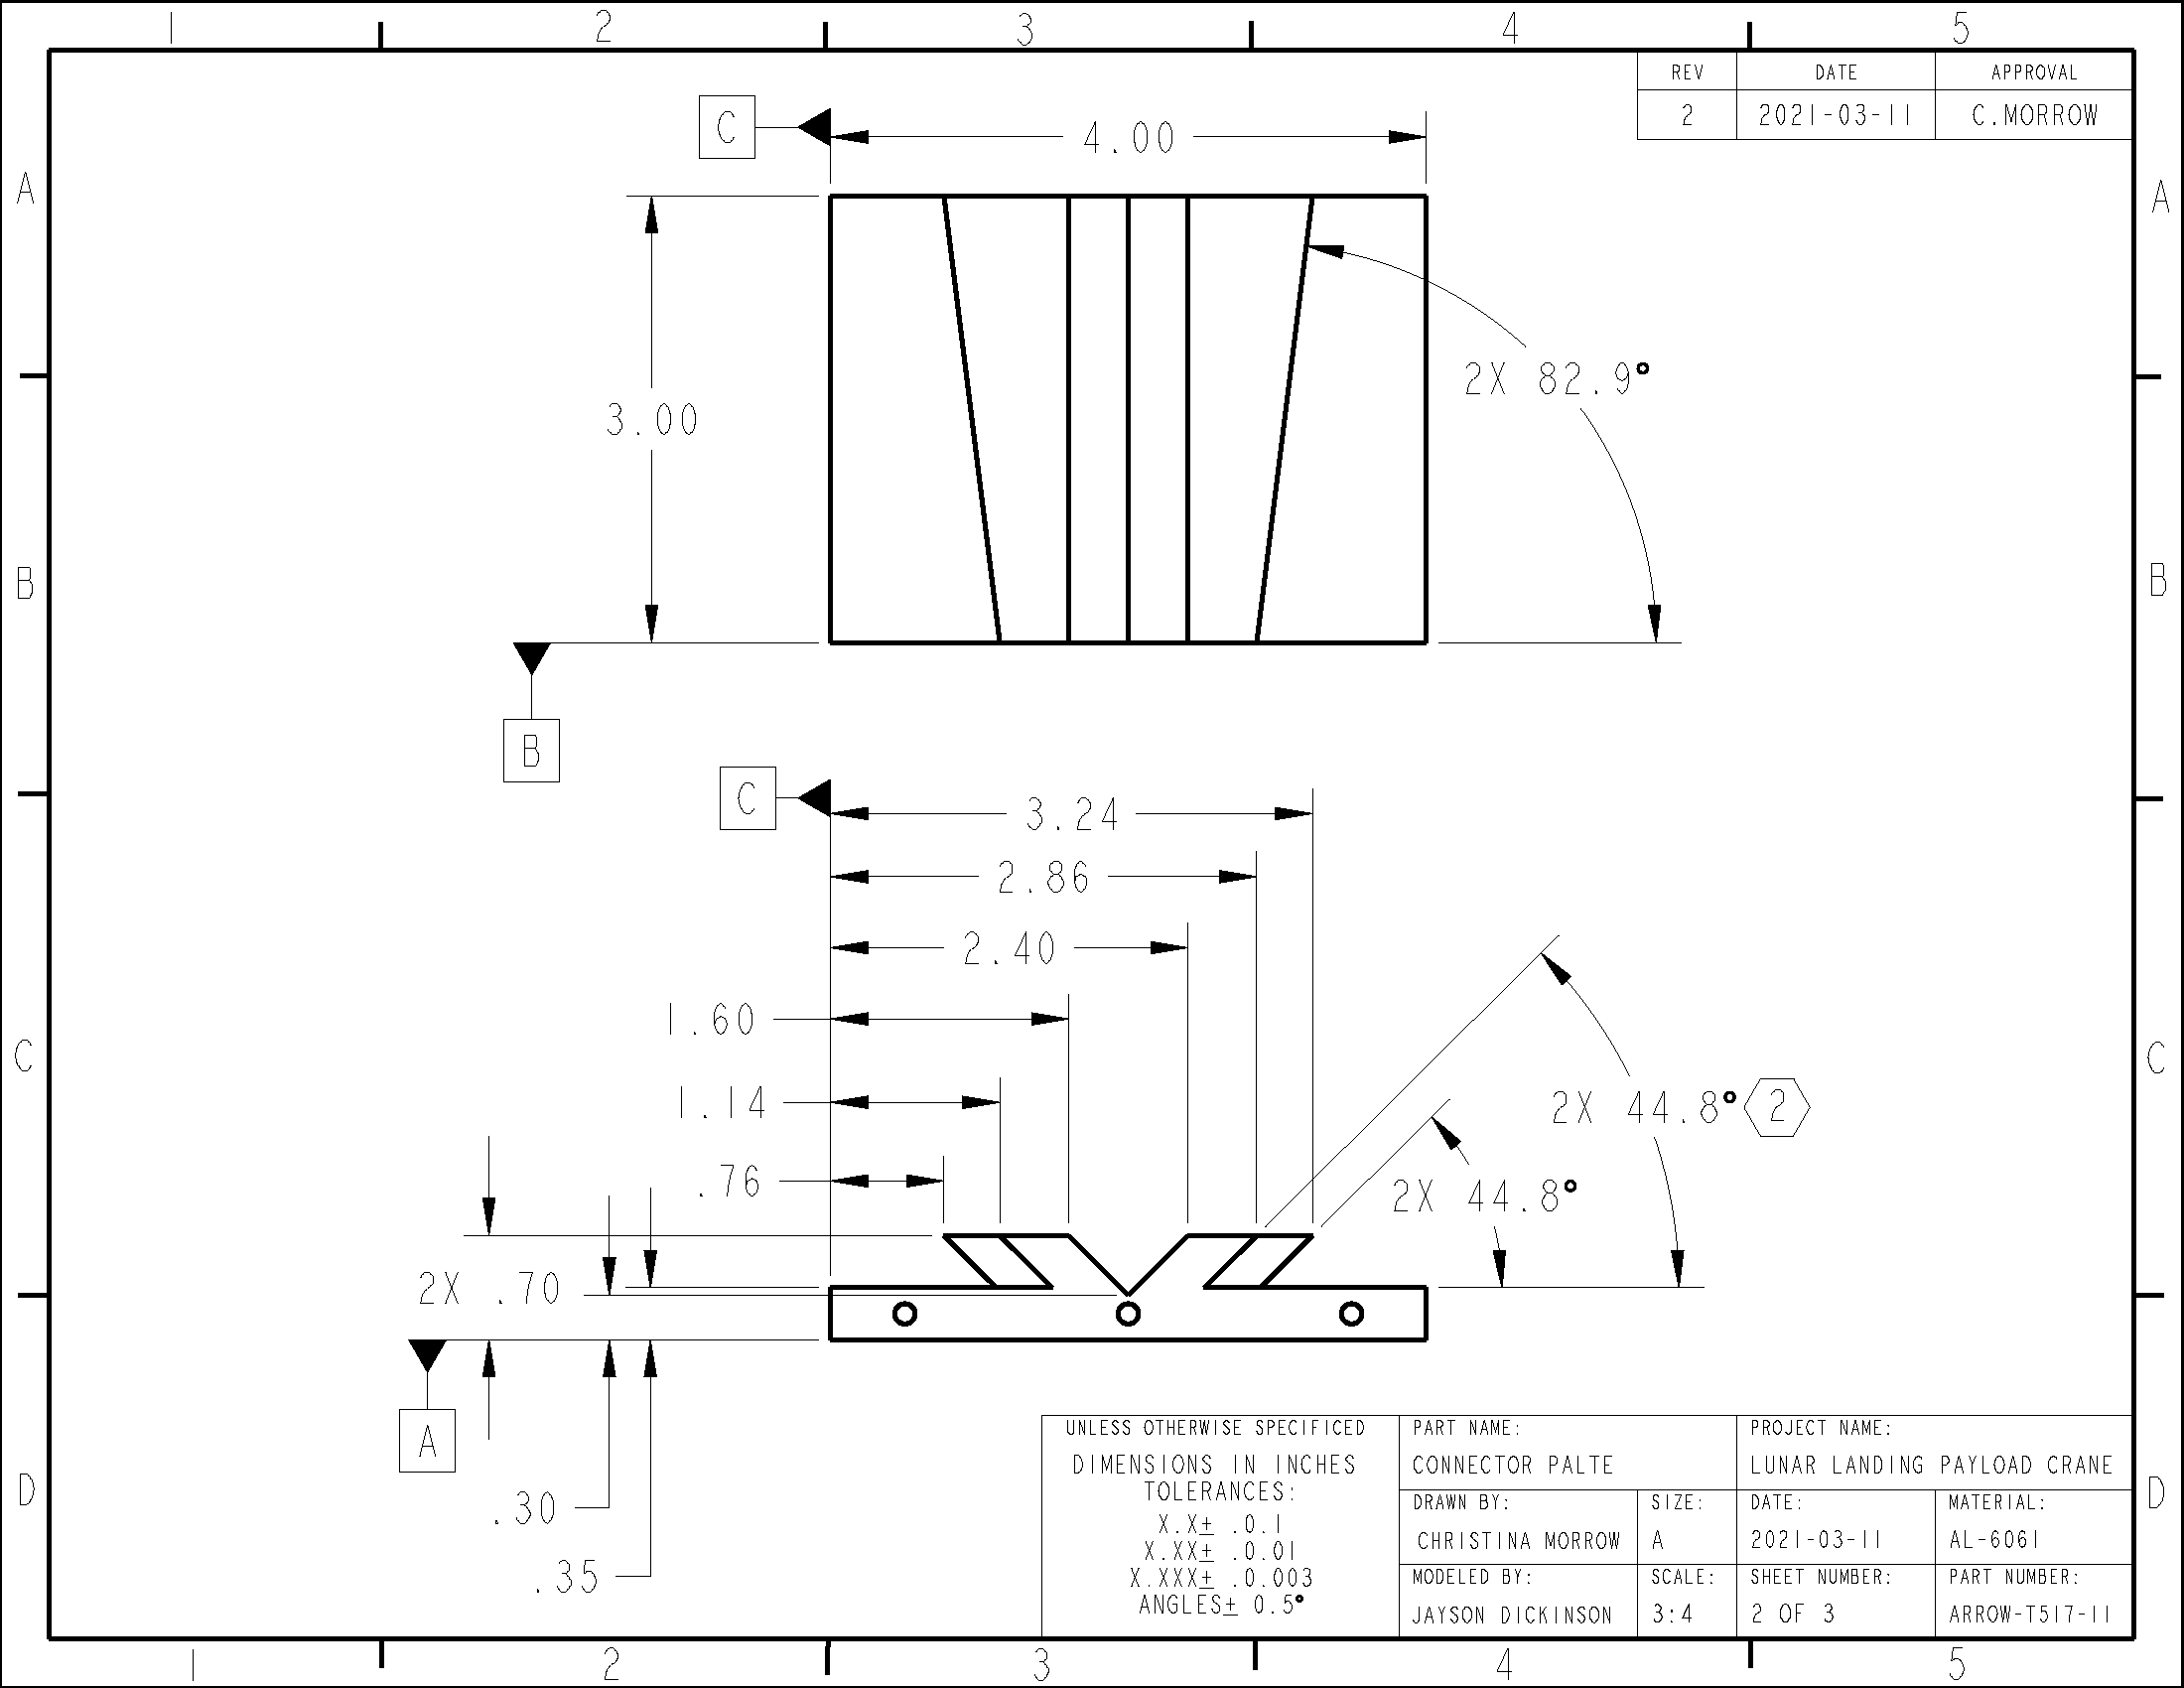 1 2 3 4 5
REV DATE APPROVAL
2 2021-03-11 C.MORROW
C
4.00
A A
2X 82.9°
3.00
B B
B
C
3.24
2.86
2.40
1.60
C C
1.14
2X 44.8° 2
.76
2X 44.8°
2X .70
A
D D
.30
.35
UNLESS OTHERWISE SPECIFICED
DIMENSIONS IN INCHES
TOLERANCES:
X.X± .0.1
X.XX± .0.01
X.XXX± .0.003
ANGLES± 0.5°
PART NAME:
CONNECTOR PALTE
PROJECT NAME:
LUNAR LANDING PAYLOAD CRANE
DRAWN BY:
CHRISTINA MORROW
SIZE:
A
DATE:
2021-03-11
MATERIAL:
AL-6061
MODELED BY:
JAYSON DICKINSON
SCALE:
3:4
SHEET NUMBER:
2 OF 3
PART NUMBER:
ARROW-T517-11
1 2 3 4 5